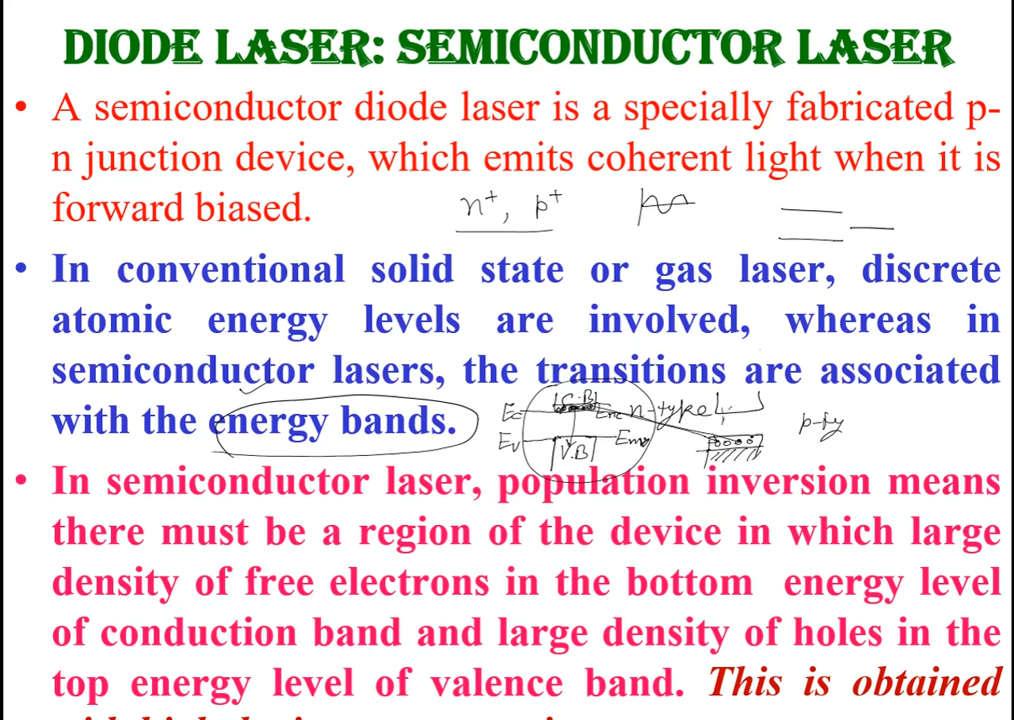 DIODE LASER: SEMICONDUCTOR LASER
• A semiconductor diode laser is a specially fabricated p-
n junction device, which emits coherent light when it is
forward biased.
n⁺, p⁺
• In conventional solid state or gas laser, discrete
atomic energy levels are involved, whereas in
semiconductor lasers, the transitions are associated
with the energy bands.
Ec C.B n-type
Ev V.B
• In semiconductor laser, population inversion means
there must be a region of the device in which large
density of free electrons in the bottom energy level
of conduction band and large density of holes in the
top energy level of valence band. This is obtained